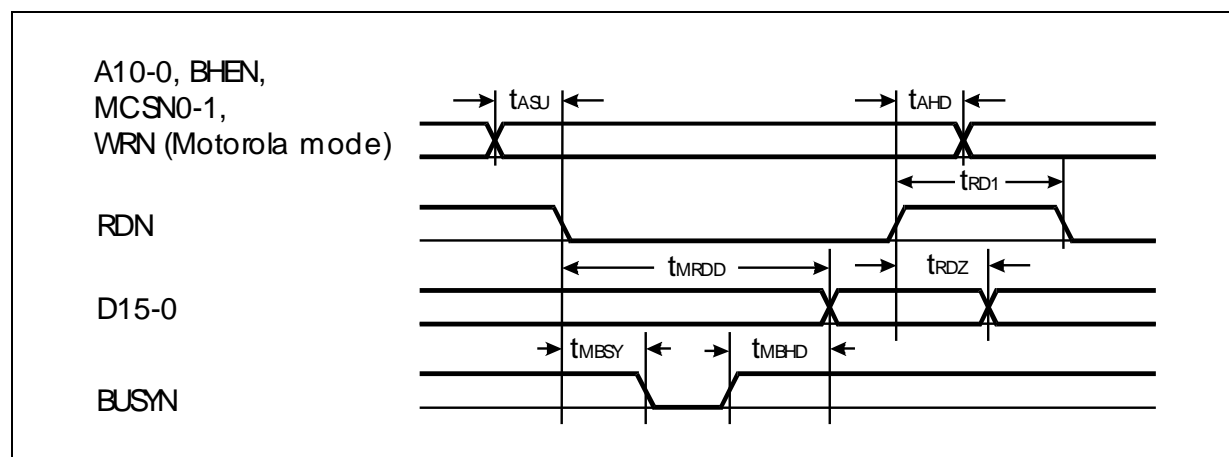 A10-0, BHEN,
MCSN0-1,
WRN (Motorola mode)
tASU
tAHD
tRD1
RDN
tMRDD
tRDZ
D15-0
tMBSY
tMBHD
BUSYN